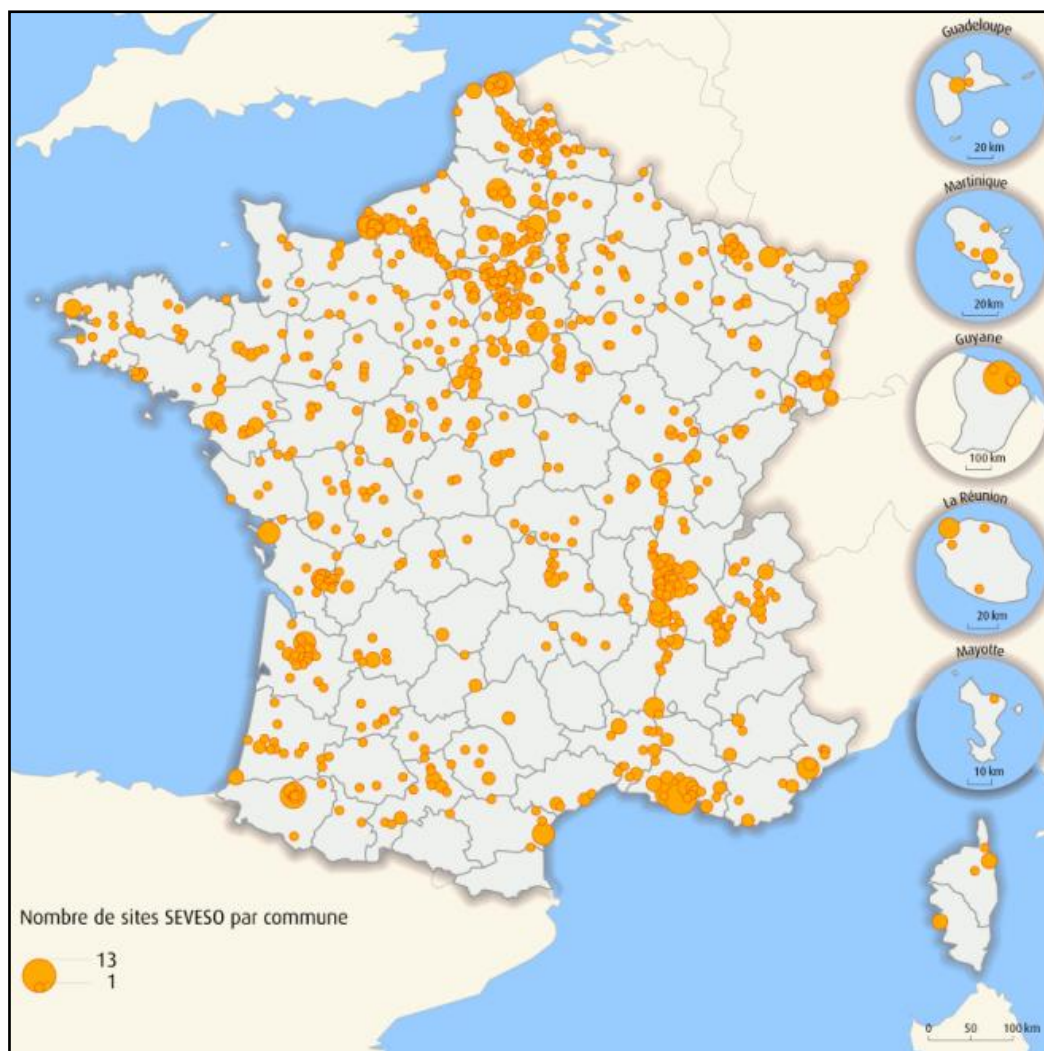 Guadeloupe
20 km
Martinique
20 km
Guyane
100 km
La Réunion
20 km
Mayotte
10 km
Nombre de sites SEVESO par commune
13
1
0 50 100 km